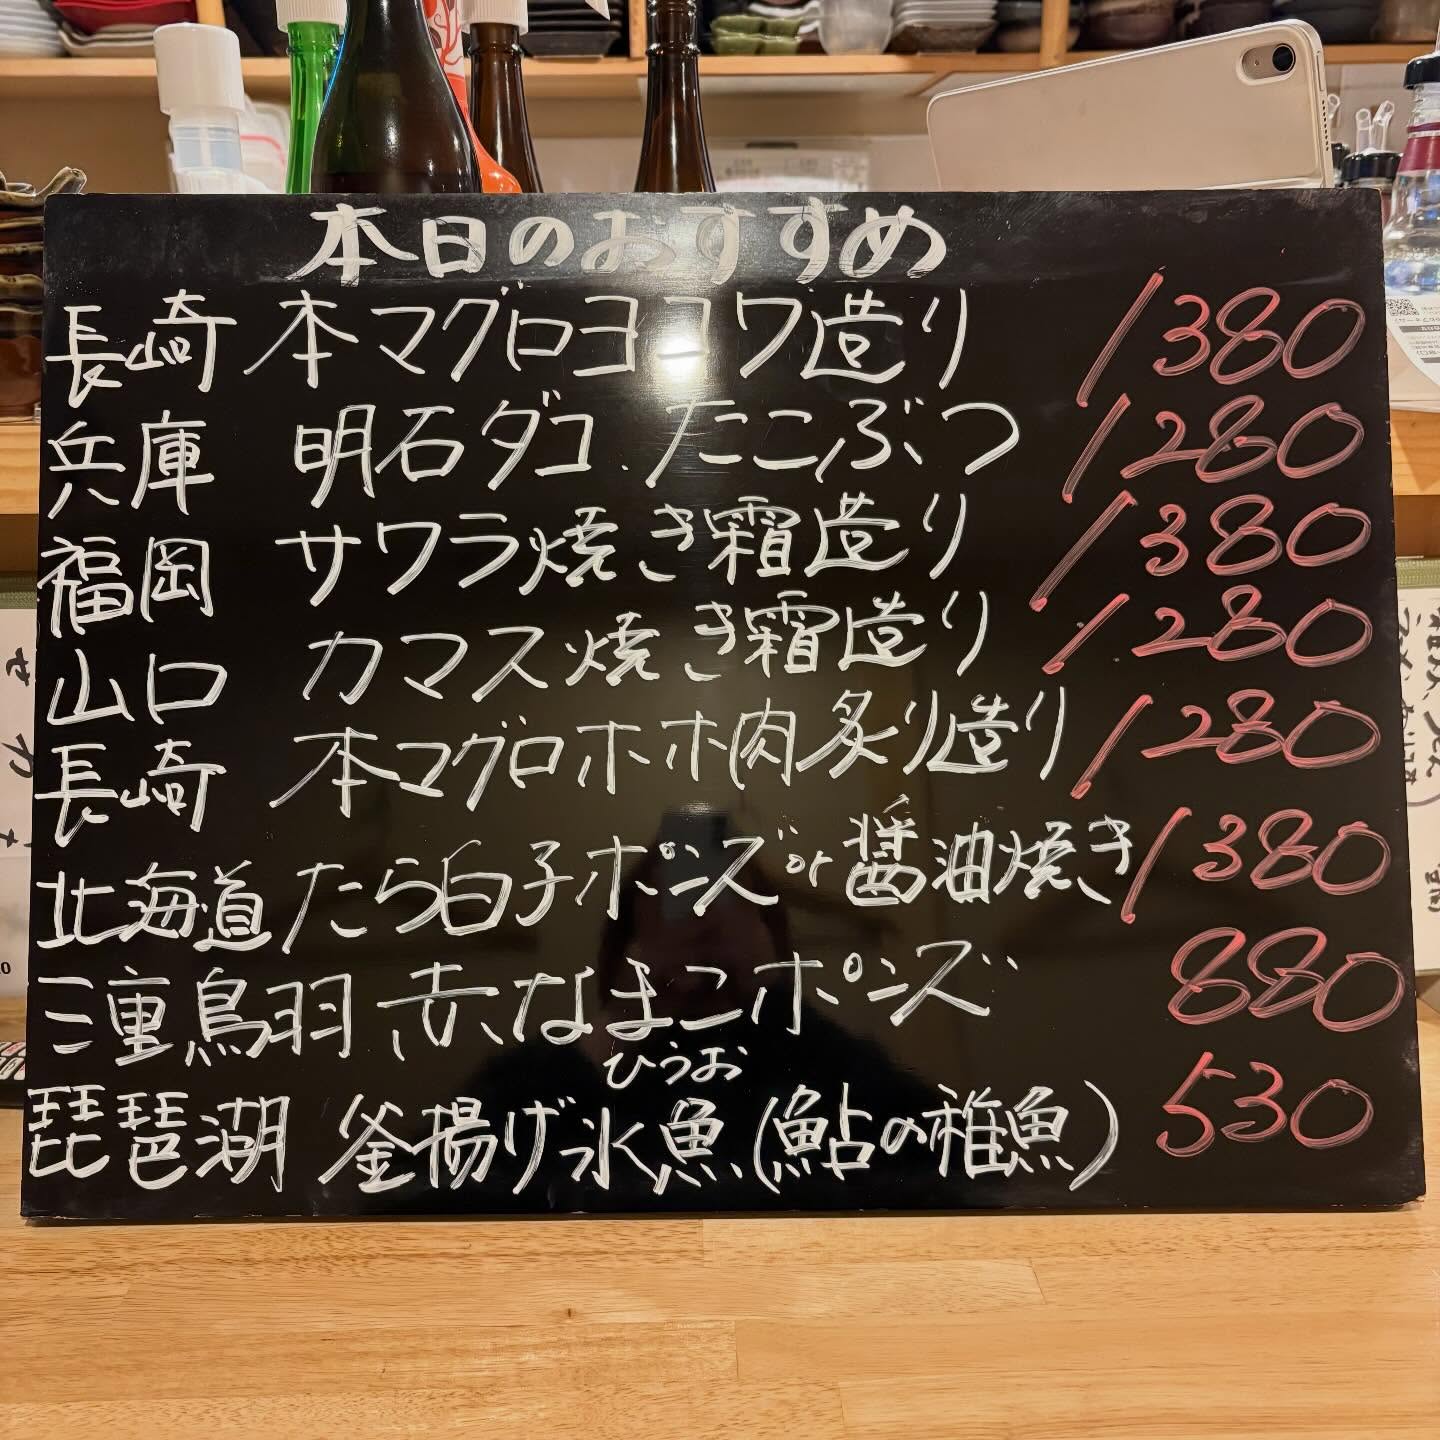 本日のおすすめ
長崎 本マグロヨコワ造り 1380
兵庫 明石ダコ.たこぶつ 1280
福岡 サワラ焼き霜造り 1380
山口 カマス焼き霜造り 1280
長崎 本マグロホホ肉炙り造り 1280
北海道 たら白子ポンズor醤油焼き 1380
三重鳥羽 赤なまこポンズ 880
ひうお
琵琶湖 釜揚げ氷魚(鮎の稚魚) 530